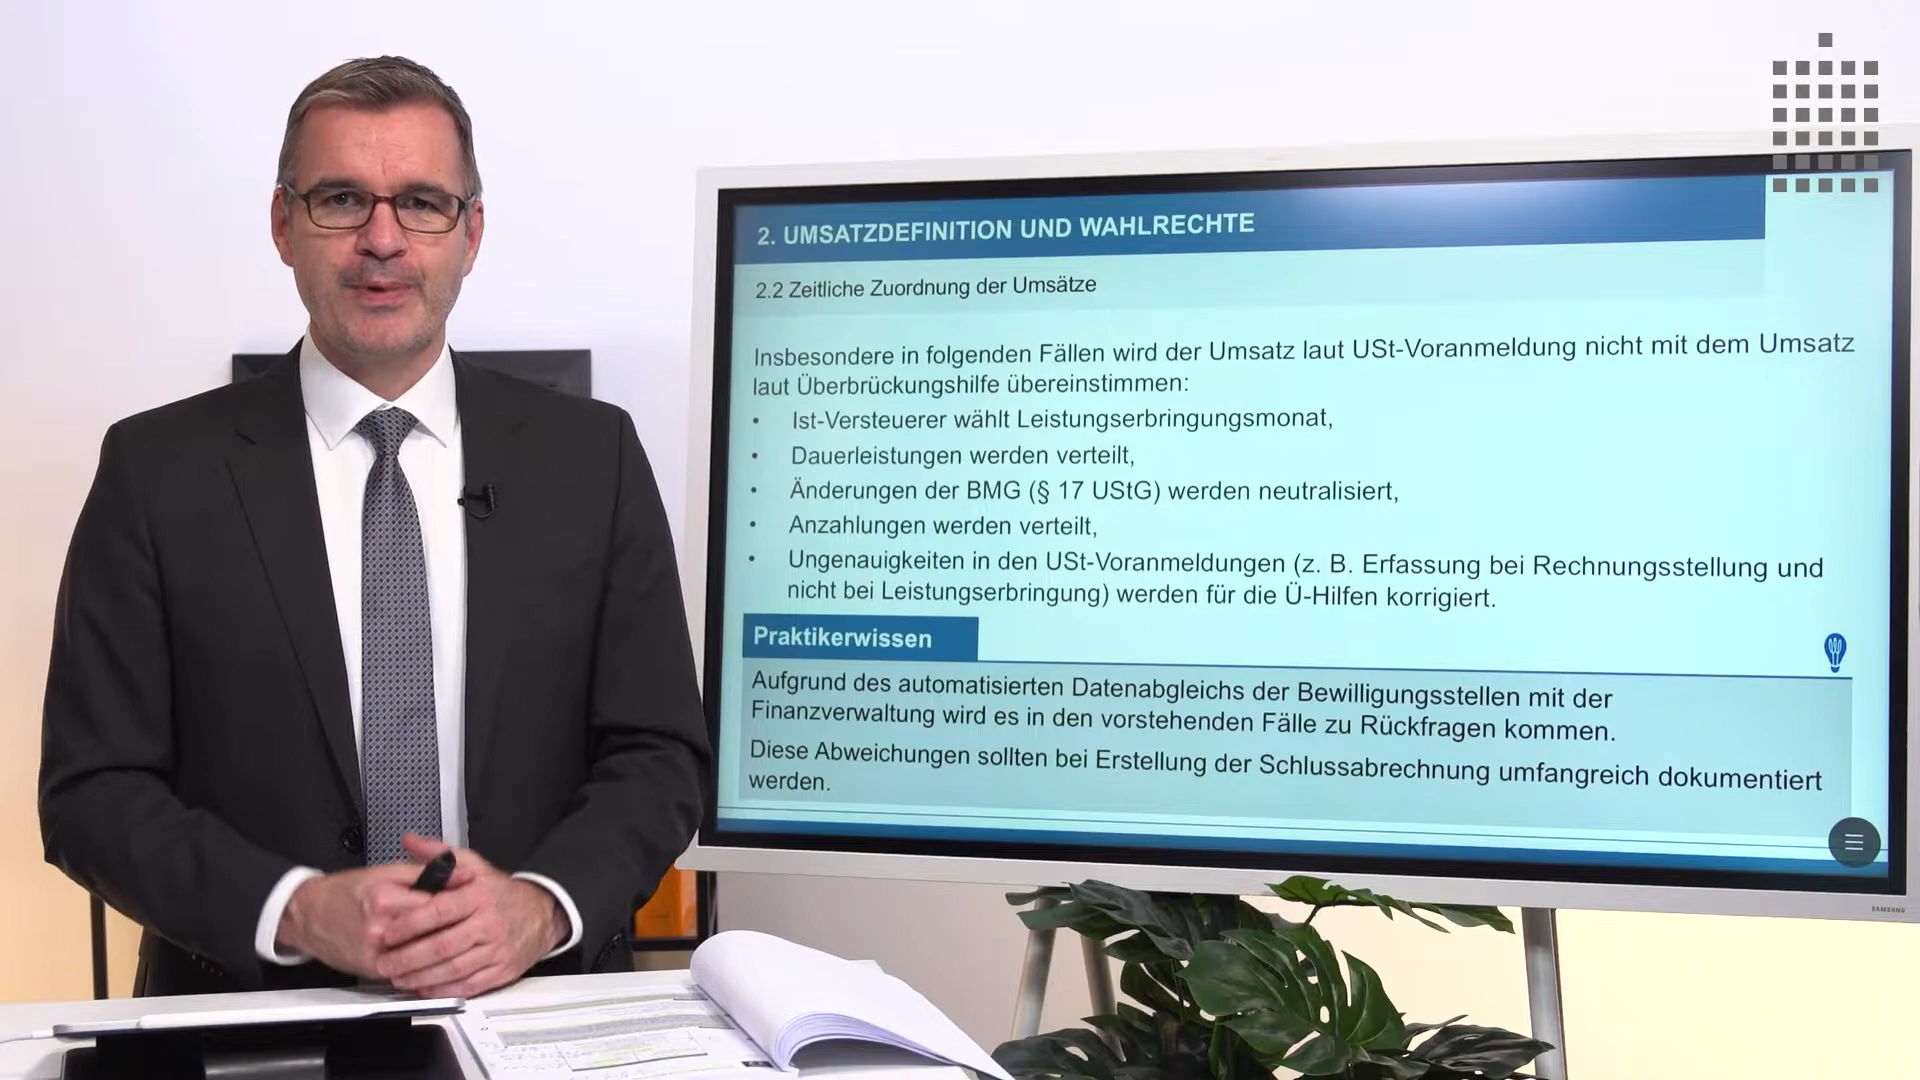 2. UMSATZDEFINITION UND WAHLRECHTE
2.2 Zeitliche Zuordnung der Umsätze
Insbesondere in folgenden Fällen wird der Umsatz laut USt-Voranmeldung nicht mit dem Umsatz
laut Überbrückungshilfe übereinstimmen:
• Ist-Versteuerer wählt Leistungserbringungsmonat,
• Dauerleistungen werden verteilt,
• Änderungen der BMG (§ 17 UStG) werden neutralisiert,
• Anzahlungen werden verteilt,
• Ungenauigkeiten in den USt-Voranmeldungen (z. B. Erfassung bei Rechnungsstellung und
nicht bei Leistungserbringung) werden für die Ü-Hilfen korrigiert.
Praktikerwissen
Aufgrund des automatisierten Datenabgleichs der Bewilligungsstellen mit der
Finanzverwaltung wird es in den vorstehenden Fälle zu Rückfragen kommen.
Diese Abweichungen sollten bei Erstellung der Schlussabrechnung umfangreich dokumentiert
werden.
SAMSUNG